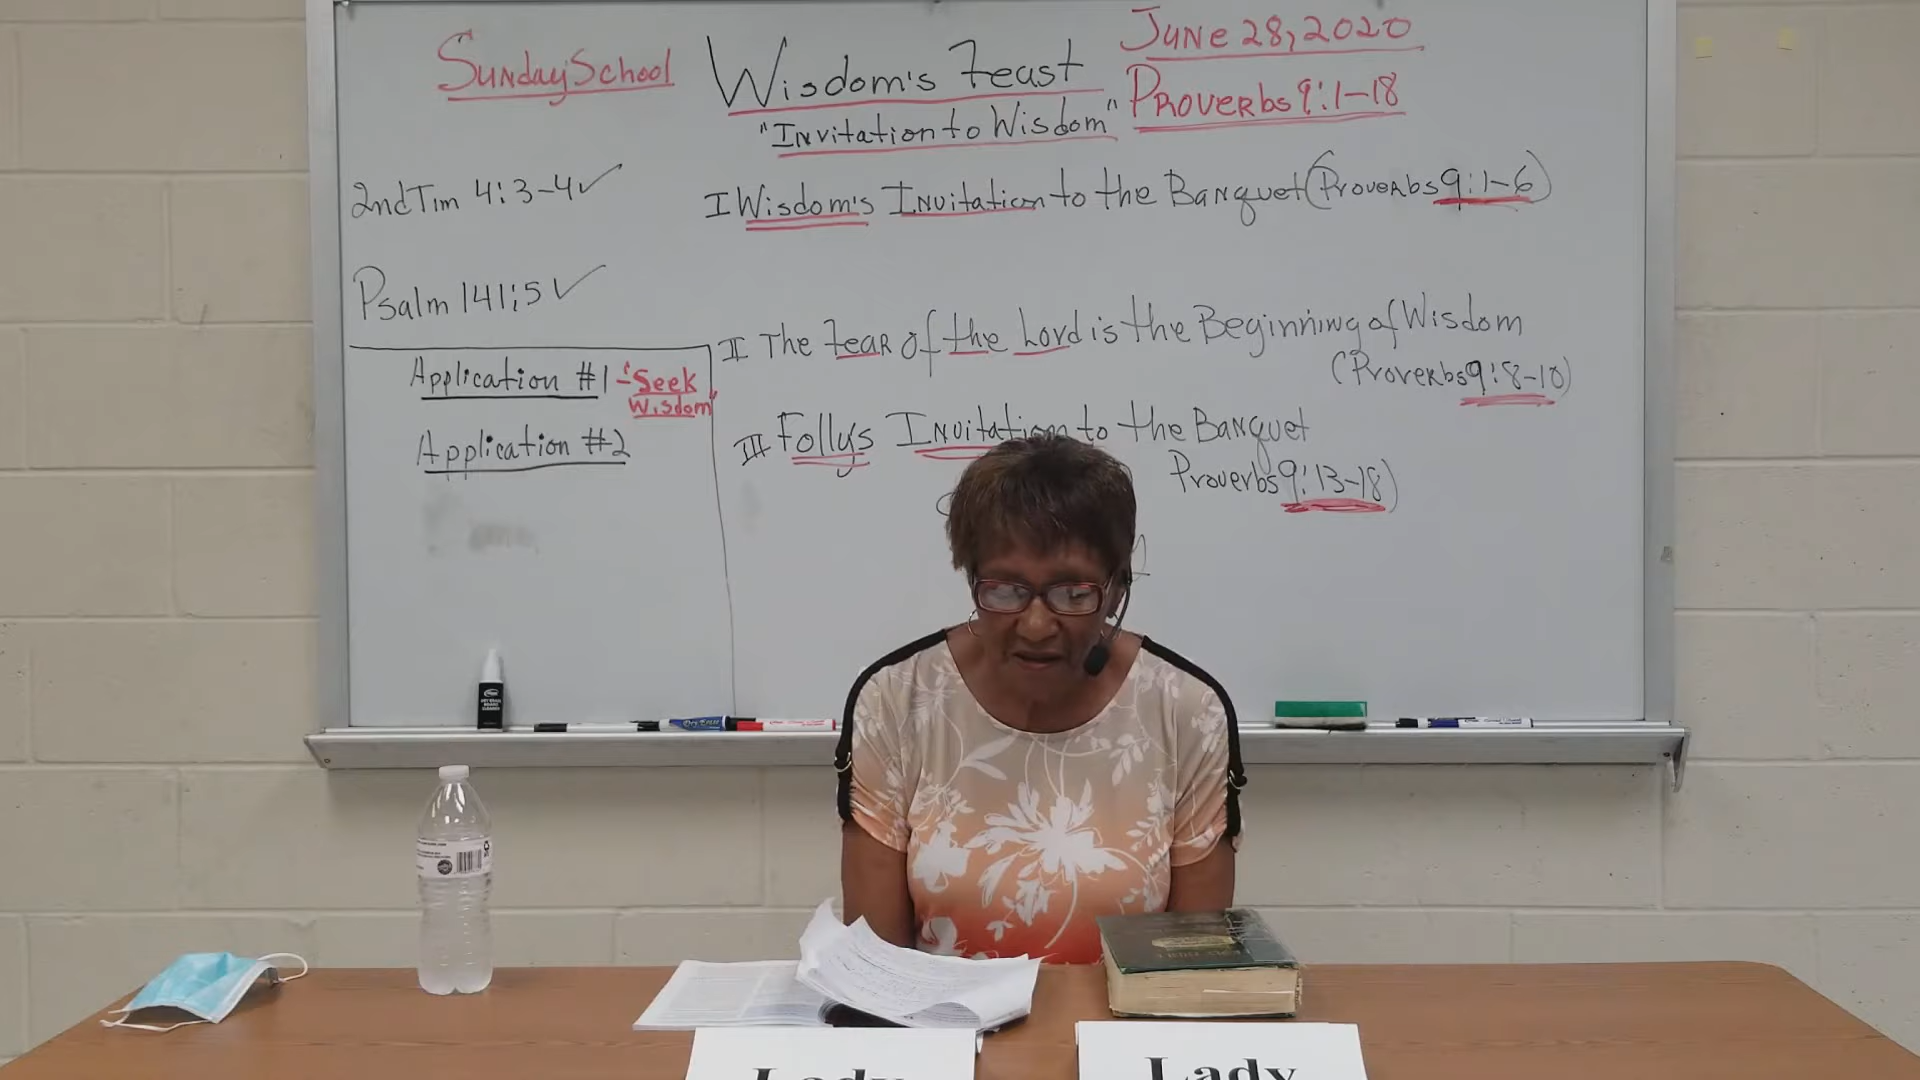 Sunday School
Wisdom's Feast
June 28, 2020
"Invitation to Wisdom"
Proverbs 9:1-18
2nd Tim 4:3-4✓
I Wisdom's Invitation to the Banquet (Proverbs 9:1-6)
Psalm 141:5 ✓
II The Fear of the Lord is the Beginning of Wisdom
(Proverbs 9:8-10)
Application #1 - Seek
Wisdom
Application #2
III Folly's Invitation to the Banquet
Proverbs 9:13-18)
Lady
Lady